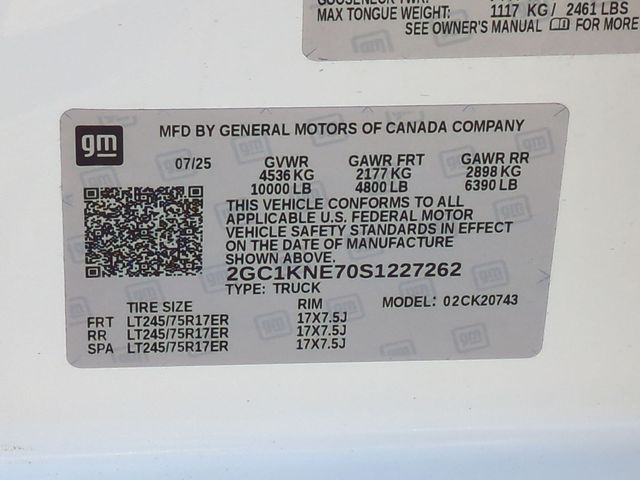 MAX TONGUE WEIGHT: 1117 KG / 2461 LBS
SEE OWNER'S MANUAL FOR MORE
gm
MFD BY GENERAL MOTORS OF CANADA COMPANY
07/25 GVWR GAWR FRT GAWR RR
4536 KG 2177 KG 2898 KG
10000 LB 4800 LB 6390 LB
THIS VEHICLE CONFORMS TO ALL
APPLICABLE U.S. FEDERAL MOTOR
VEHICLE SAFETY STANDARDS IN EFFECT
ON THE DATE OF MANUFACTURE
SHOWN ABOVE.
2GC1KNE70S1227262
TYPE: TRUCK MODEL: 02CK20743
TIRE SIZE RIM
FRT LT245/75R17ER 17X7.5J
RR LT245/75R17ER 17X7.5J
SPA LT245/75R17ER 17X7.5J